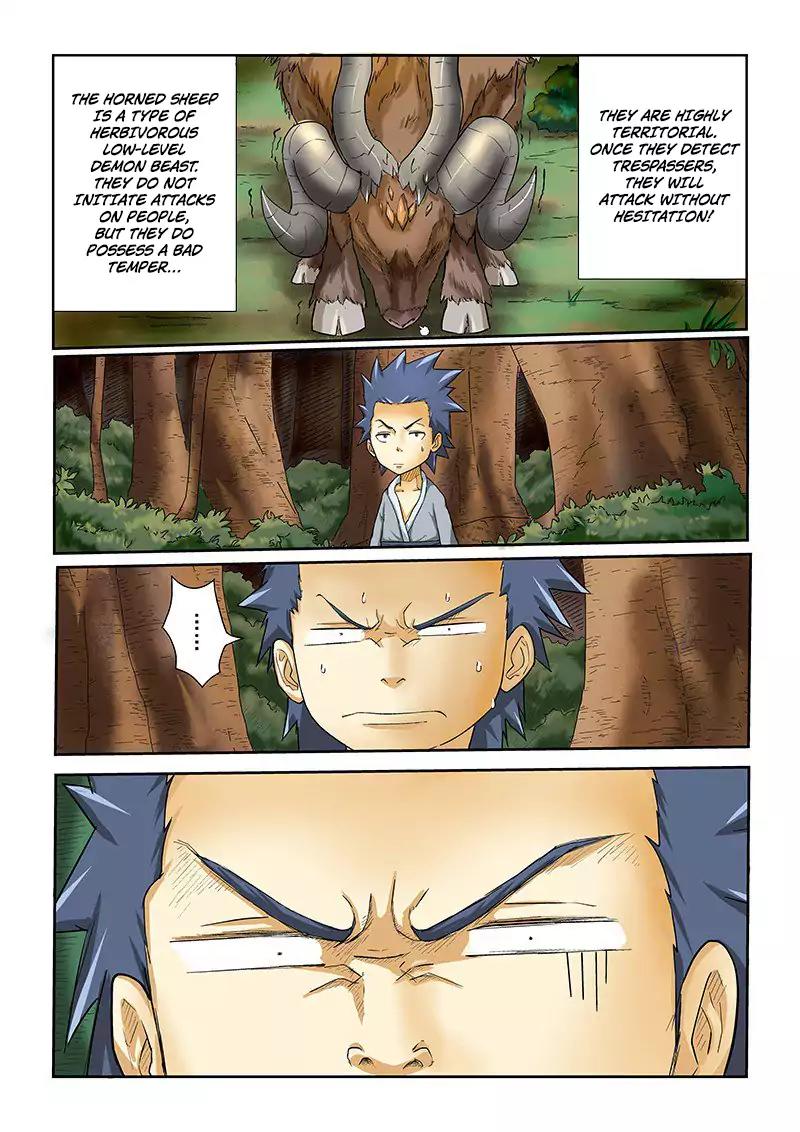 THE HORNED SHEEP
IS A TYPE OF
HERBIVOROUS
LOW-LEVEL
DEMON BEAST.
THEY DO NOT
INITIATE ATTACKS
ON PEOPLE,
BUT THEY DO
POSSESS A BAD
TEMPER...
THEY ARE HIGHLY
TERRITORIAL.
ONCE THEY DETECT
TRESPASSERS,
THEY WILL
ATTACK WITHOUT
HESITATION!
......